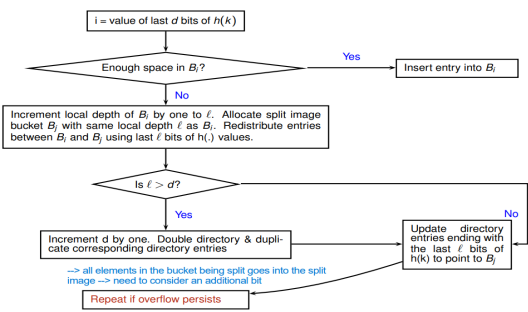 i = value of last d bits of h(k)
Enough space in Bi?
Yes
Insert entry into Bi
No
Increment local depth of Bi by one to ℓ. Allocate split image
bucket Bj with same local depth ℓ as Bi. Redistribute entries
between Bi and Bj using last ℓ bits of h(.) values.
Is ℓ > d?
No
Yes
Increment d by one. Double directory & dupli-
cate corresponding directory entries
Update directory
entries ending with
the last ℓ bits of
h(k) to point to Bj
--> all elements in the bucket being split goes into the split
image --> need to consider an additional bit
Repeat if overflow persists